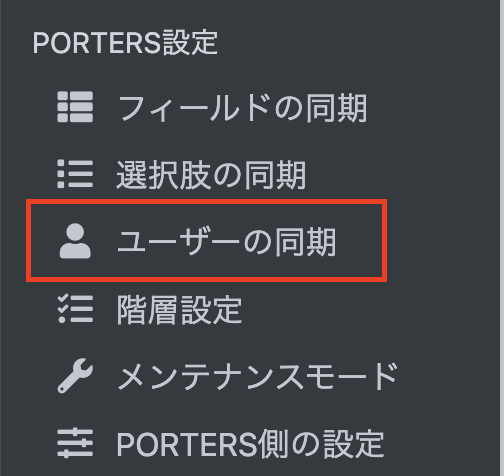 PORTERS設定
フィールドの同期
選択肢の同期
ユーザーの同期
階層設定
メンテナンスモード
PORTERS側の設定